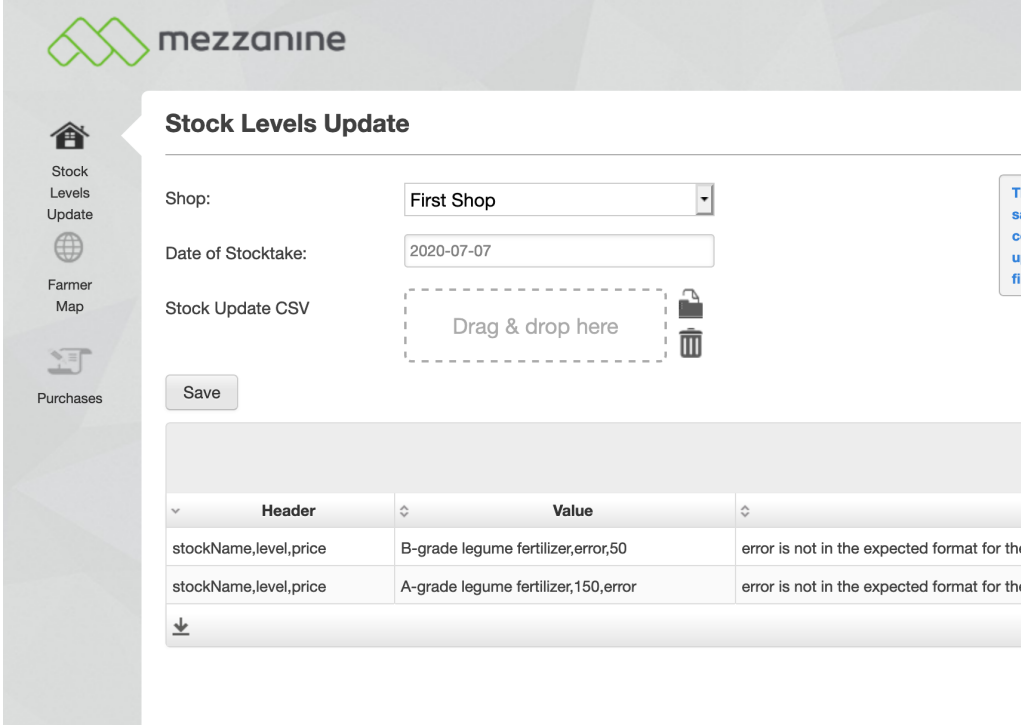 mezzanine
Stock Levels Update
Stock
Levels
Update
Farmer
Map
Purchases
Shop:
First Shop
Date of Stocktake:
2020-07-07
Stock Update CSV
Drag & drop here
Save
Header
Value
stockName,level,price
B-grade legume fertilizer,error,50
error is not in the expected format for the
stockName,level,price
A-grade legume fertilizer,150,error
error is not in the expected format for the